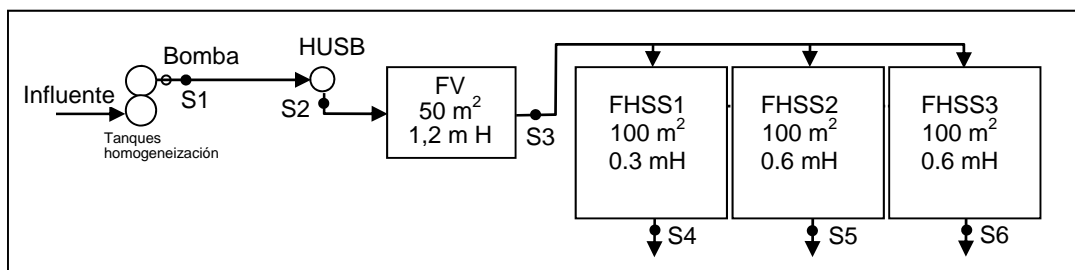 Influente
Tanques
homogeneización
Bomba
S1
HUSB
S2
FV
50 m²
1,2 m H
S3
FHSS1
100 m²
0.3 mH
S4
FHSS2
100 m²
0.6 mH
S5
FHSS3
100 m²
0.6 mH
S6